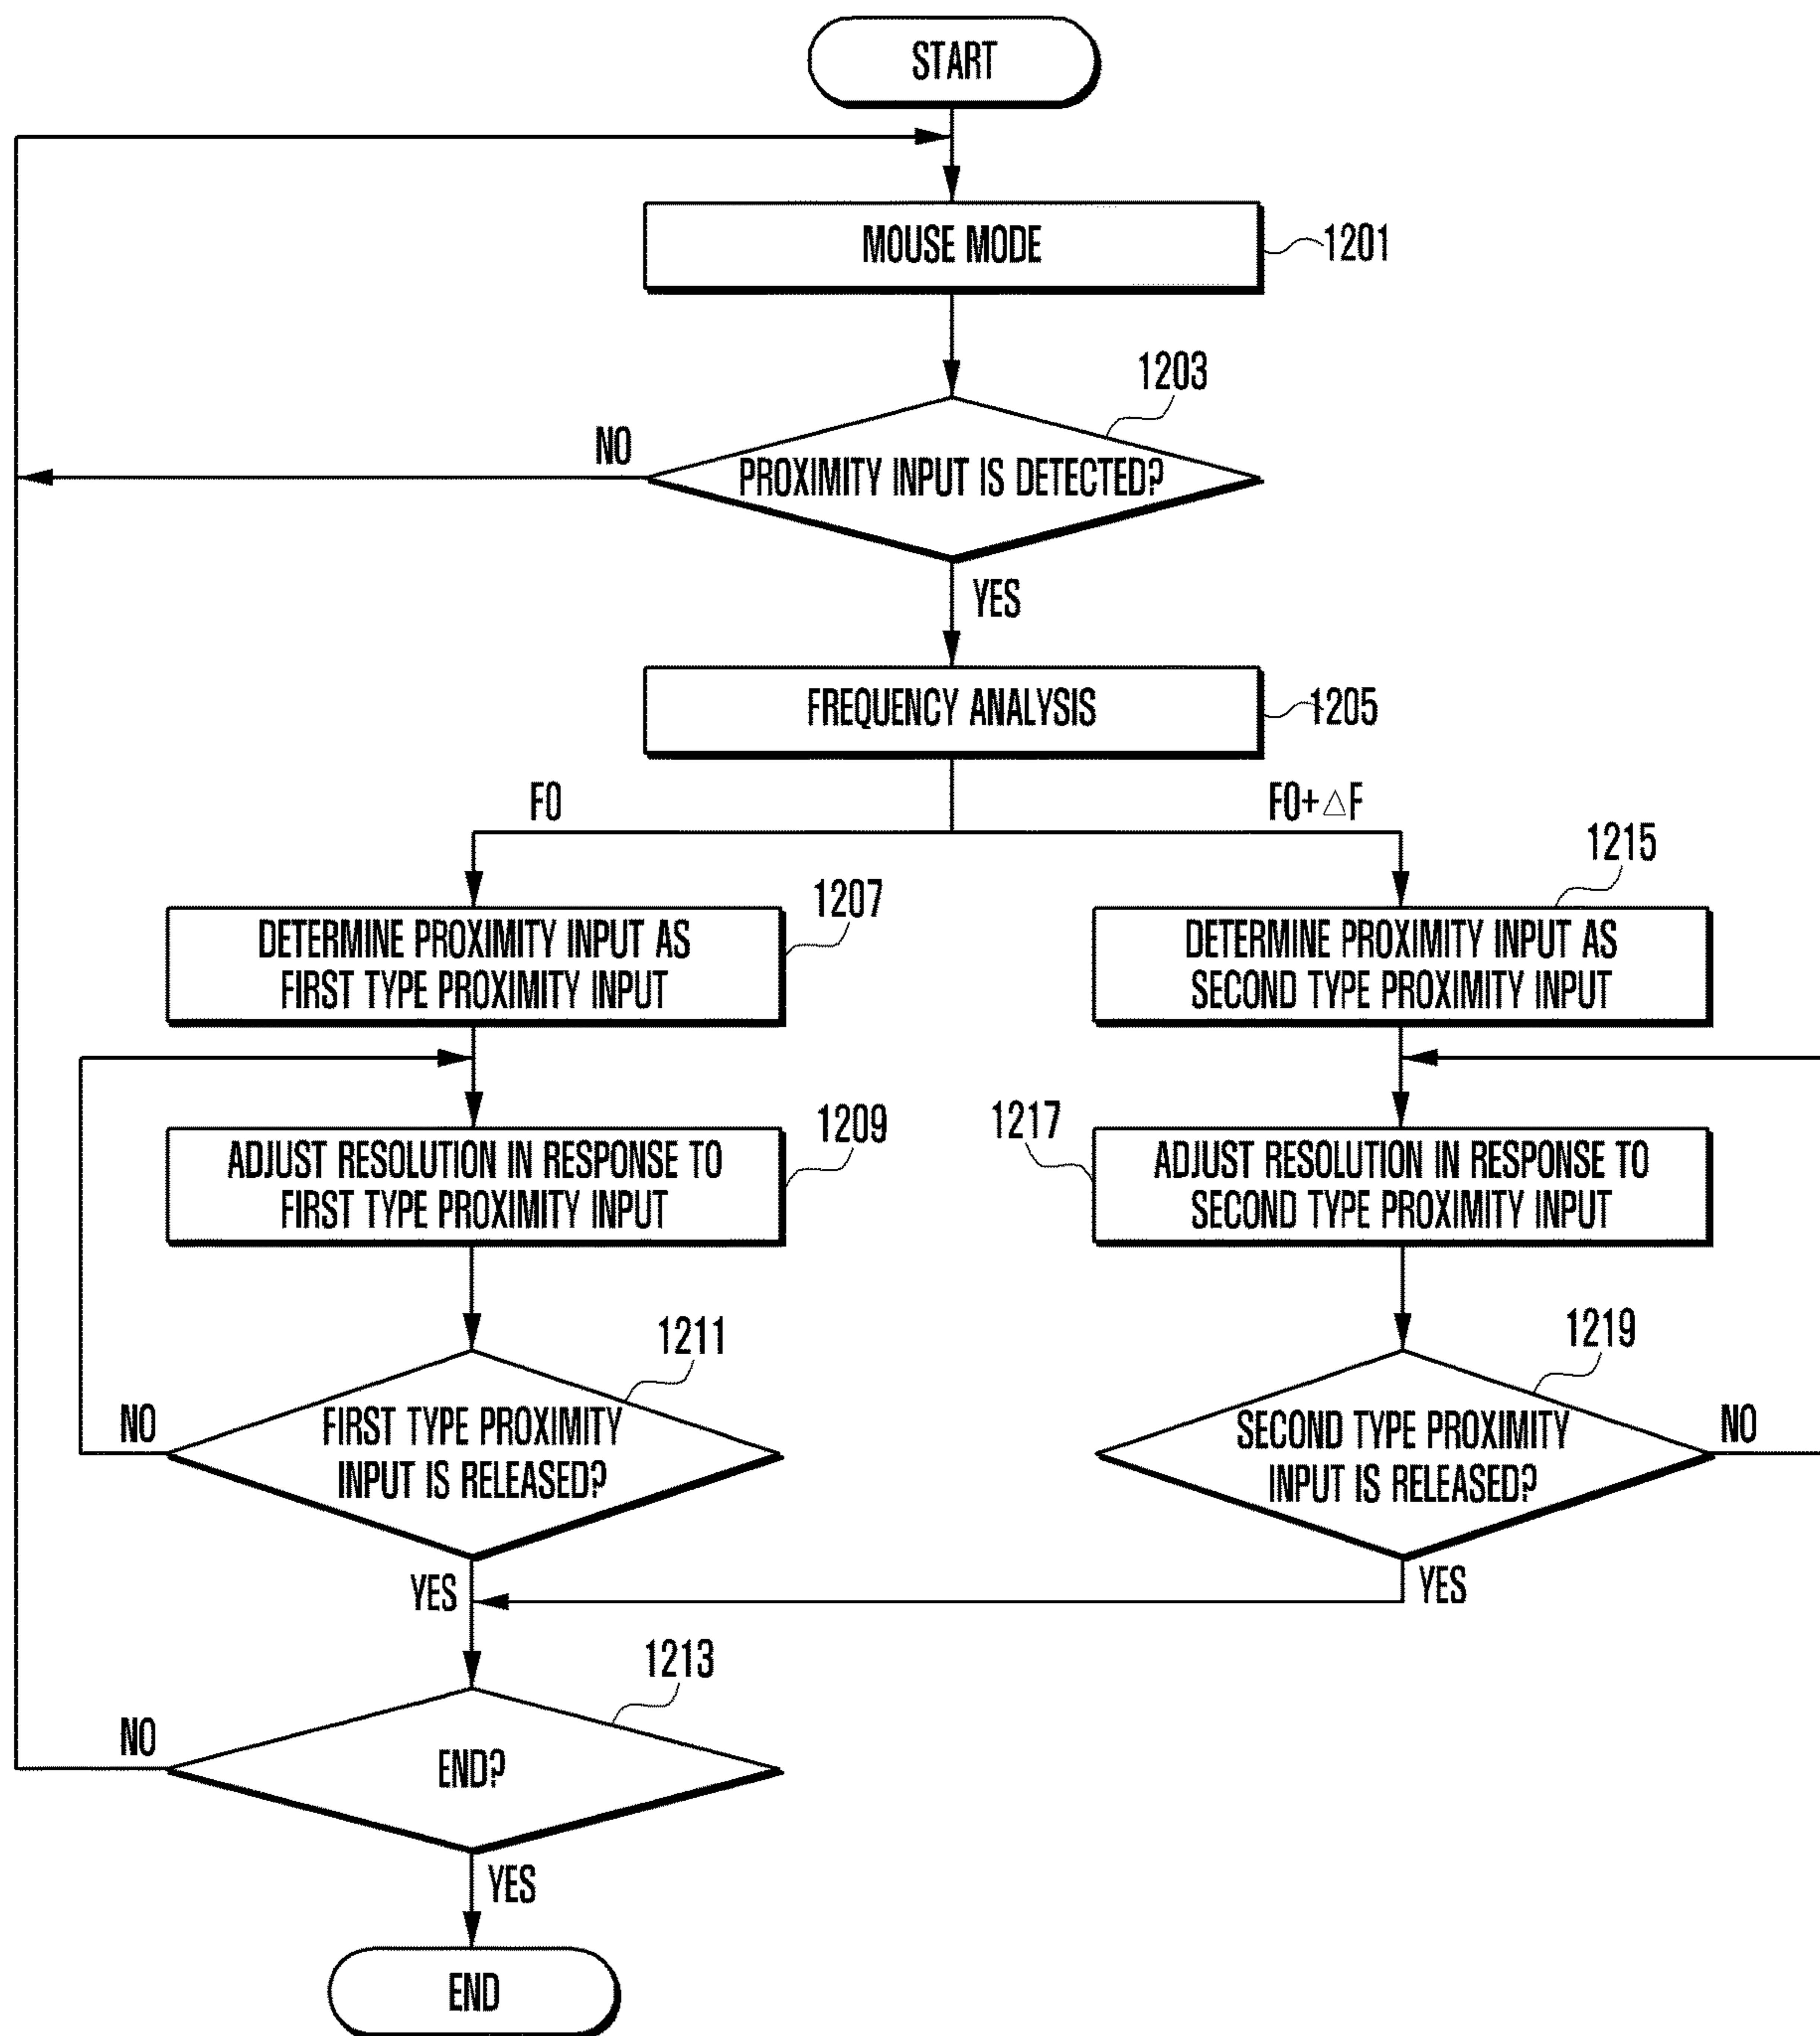 START
MOUSE MODE
1201
1203
NO
PROXIMITY INPUT IS DETECTED?
YES
FREQUENCY ANALYSIS
1205
F0
F0+△F
1207
1215
DETERMINE PROXIMITY INPUT AS
FIRST TYPE PROXIMITY INPUT
DETERMINE PROXIMITY INPUT AS
SECOND TYPE PROXIMITY INPUT
1209
1217
ADJUST RESOLUTION IN RESPONSE TO
FIRST TYPE PROXIMITY INPUT
ADJUST RESOLUTION IN RESPONSE TO
SECOND TYPE PROXIMITY INPUT
1211
1219
NO
FIRST TYPE PROXIMITY
INPUT IS RELEASED?
SECOND TYPE PROXIMITY
INPUT IS RELEASED?
NO
YES
YES
1213
NO
END?
YES
END